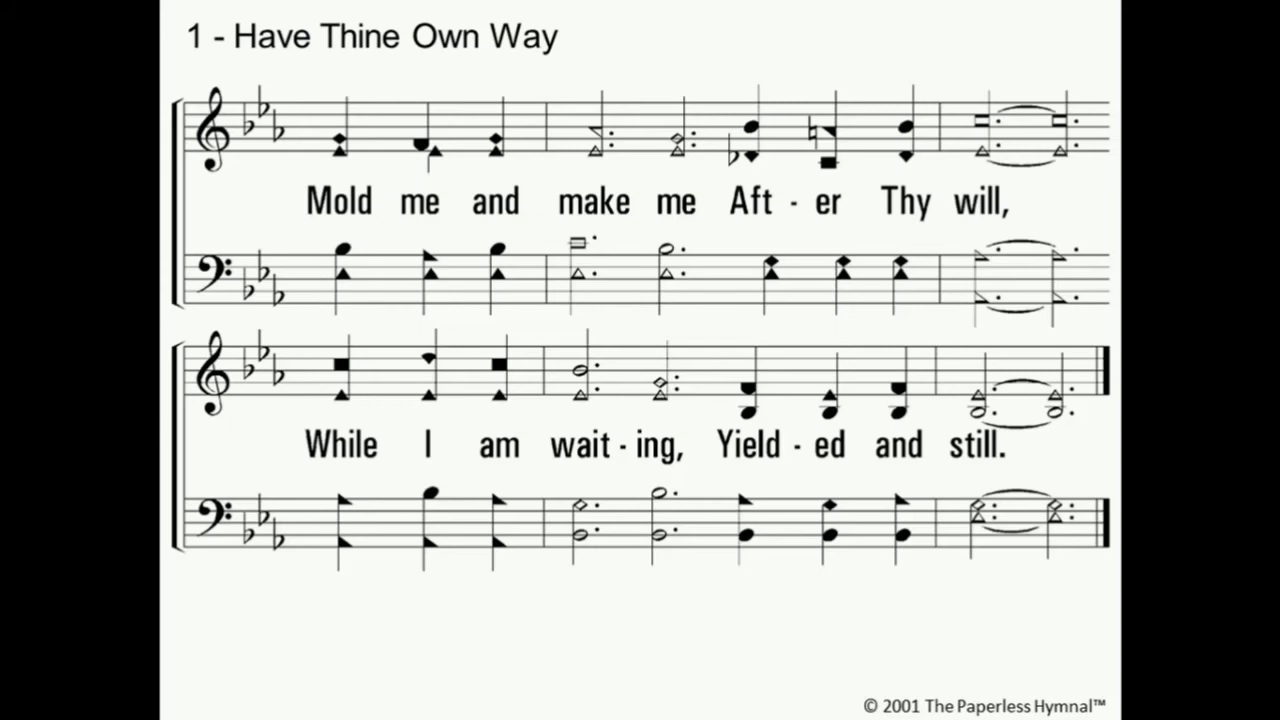 1 - Have Thine Own Way
Mold me and make me Aft - er Thy will,
While I am wait - ing, Yield - ed and still.
© 2001 The Paperless Hymnal™